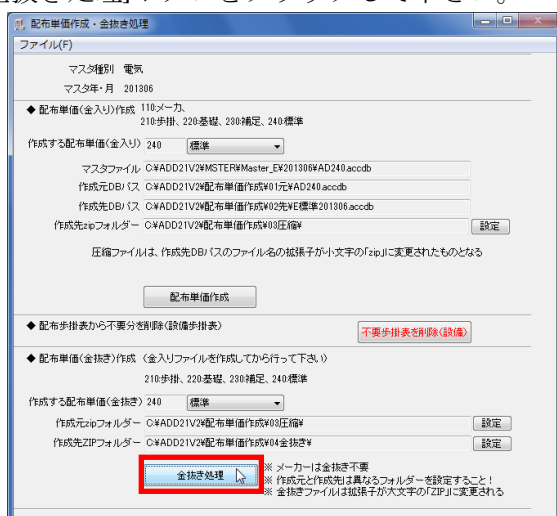 抜き処理]ボタンをクリックして下さい。
配布単価作成・金抜き処理
ファイル(F)
マスタ種別 電気
マスタ年・月 201306
◆ 配布単価(金入り)作成 110:メーカ、
210:歩掛、220:基礎、230:補足、240:標準
作成する配布単価(金入り) 240 標準
マスタファイル C:¥ADD21V2¥MSTER¥Master_E¥201306¥AD240.accdb
作成元DBパス C:¥ADD21V2¥配布単価作成¥01元¥AD240.accdb
作成先DBパス C:¥ADD21V2¥配布単価作成¥02先¥E標準201306.accdb
作成先zipフォルダー C:¥ADD21V2¥配布単価作成¥03圧縮¥ 設定
圧縮ファイルは、作成先DBパスのファイル名の拡張子が小文字の「zip」に変更されたものとなる
配布単価作成
◆ 配布歩掛表から不要分を削除(設備歩掛表) 不要歩掛表を削除(設備)
◆ 配布単価(金抜き)作成 (金入りファイルを作成してから行って下さい)
210:歩掛、220:基礎、230:補足、240:標準
作成する配布単価(金抜き) 240 標準
作成元zipフォルダー C:¥ADD21V2¥配布単価作成¥03圧縮¥ 設定
作成先ZIPフォルダー C:¥ADD21V2¥配布単価作成¥04金抜き¥ 設定
金抜き処理
※ メーカーは金抜き不要
※ 作成元と作成先は異なるフォルダーを設定すること!
※ 金抜きファイルは拡張子が大文字の「ZIP」に変更される